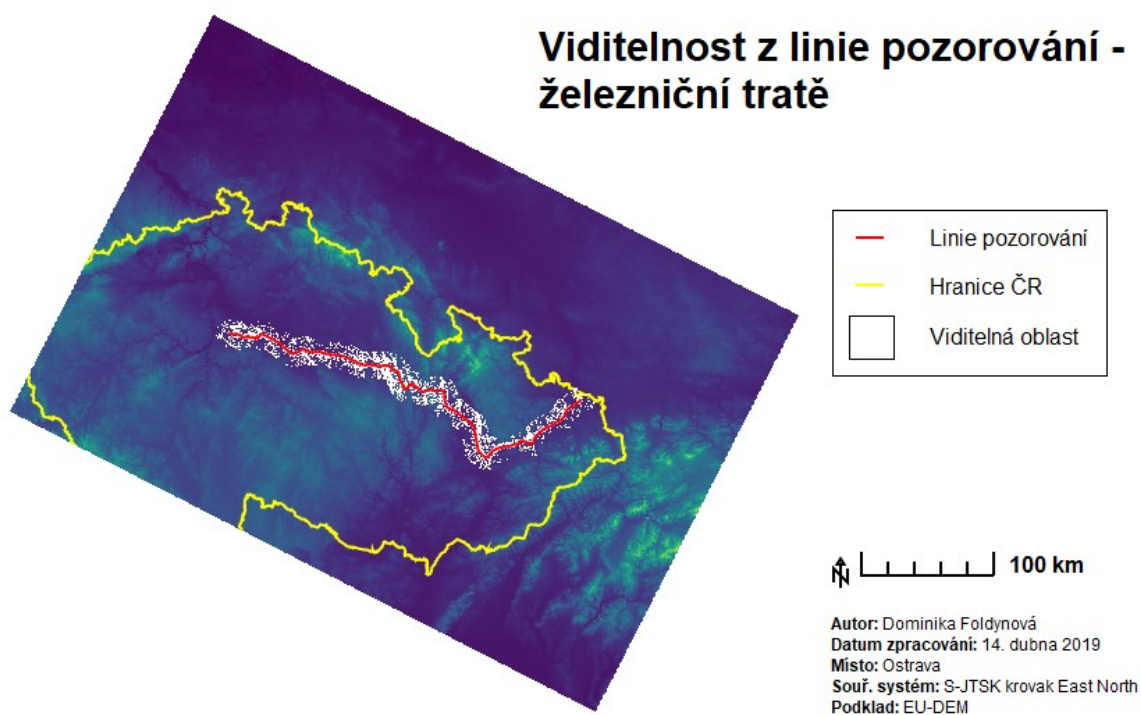 Viditelnost z linie pozorování -
železniční tratě
Linie pozorování
Hranice ČR
Viditelná oblast
N
100 km
Autor: Dominika Foldynová
Datum zpracování: 14. dubna 2019
Místo: Ostrava
Souř. systém: S-JTSK krovak East North
Podklad: EU-DEM